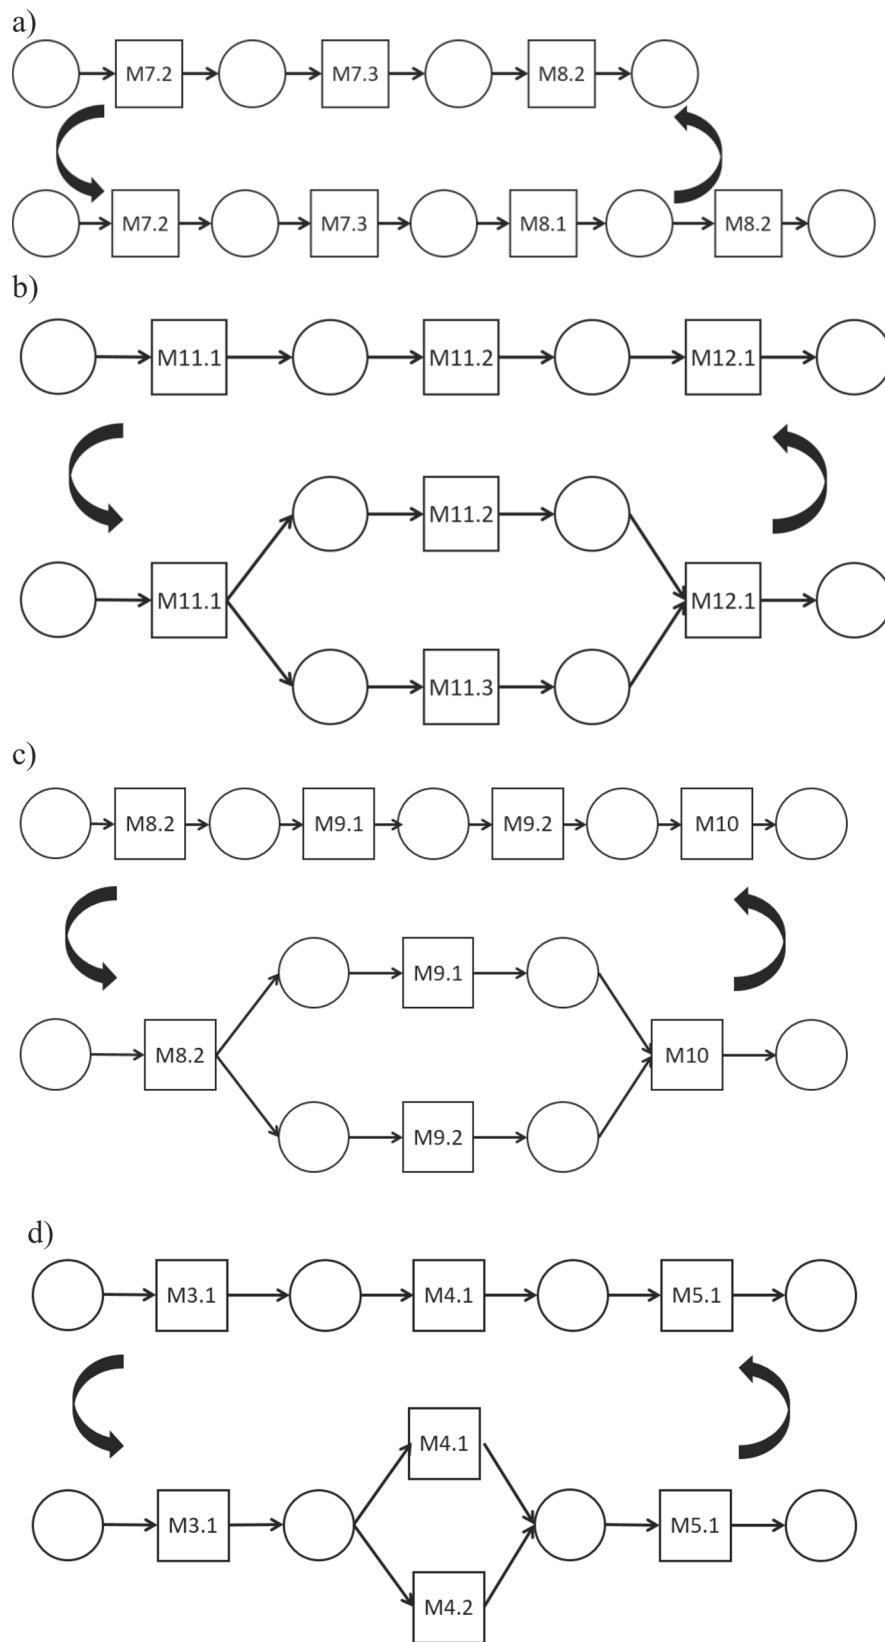 a)
M7.2 M7.3 M8.2
M7.2 M7.3 M8.1 M8.2
b)
M11.1 M11.2 M12.1
M11.2
M11.1 M12.1
M11.3
c)
M8.2 M9.1 M9.2 M10
M9.1
M8.2 M10
M9.2
d)
M3.1 M4.1 M5.1
M4.1
M3.1 M5.1
M4.2